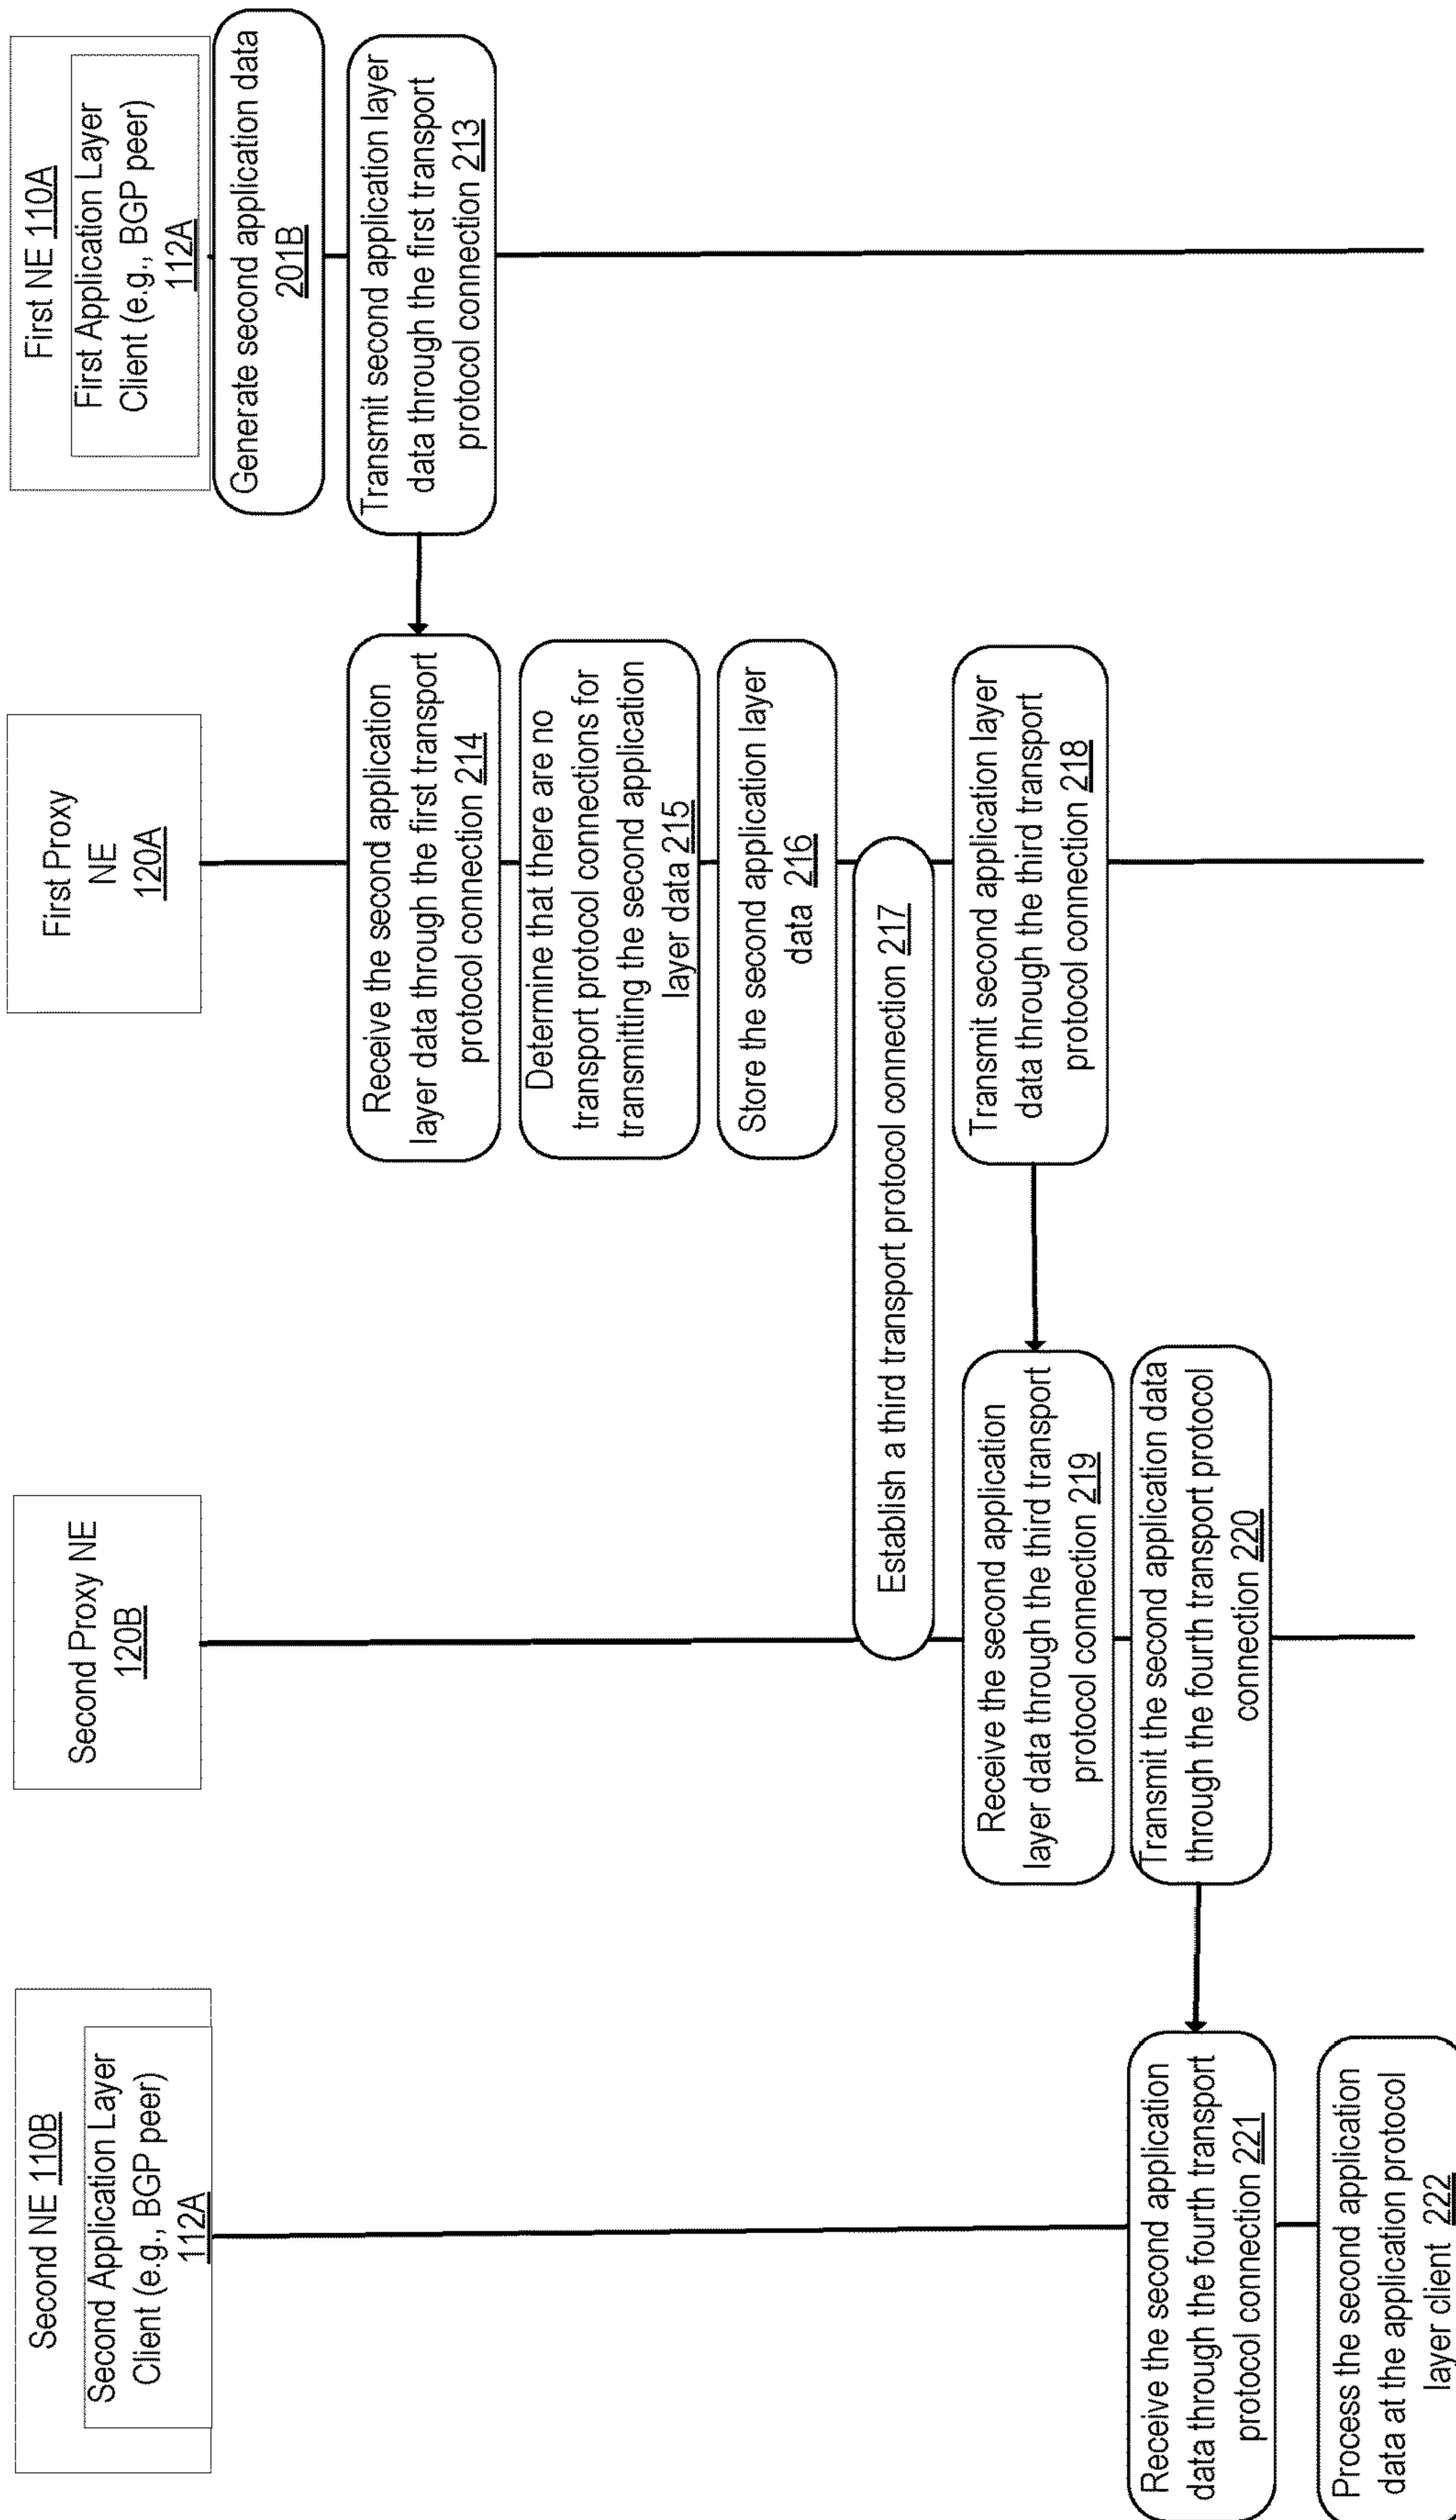 First NE 110A
First Application Layer
Client (e.g., BGP peer)
112A
Generate second application data
201B
Transmit second application layer
data through the first transport
protocol connection 213
First Proxy
NE
120A
Receive the second application
layer data through the first transport
protocol connection 214
Determine that there are no
transport protocol connections for
transmitting the second application
layer data 215
Store the second application layer
data 216
Establish a third transport protocol connection 217
Transmit second application layer
data through the third transport
protocol connection 218
Second Proxy NE
120B
Receive the second application
layer data through the third transport
protocol connection 219
Transmit the second application data
through the fourth transport protocol
connection 220
Second NE 110B
Second Application Layer
Client (e.g., BGP peer)
112A
Receive the second application
data through the fourth transport
protocol connection 221
Process the second application
data at the application protocol
layer client 222